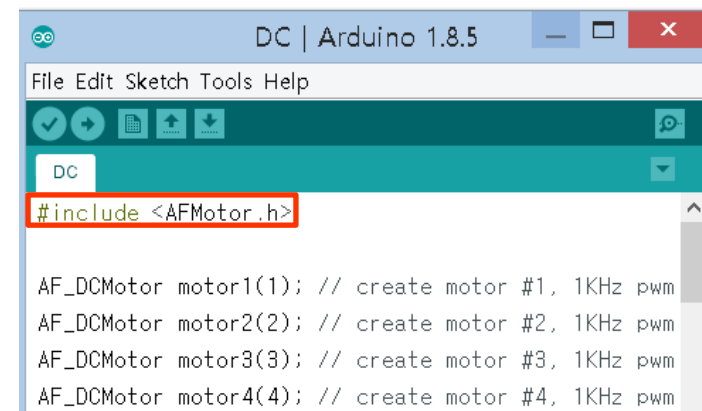 DC | Arduino 1.8.5
File Edit Sketch Tools Help
DC
#include <AFMotor.h>
AF_DCMotor motor1(1); // create motor #1, 1KHz pwm
AF_DCMotor motor2(2); // create motor #2, 1KHz pwm
AF_DCMotor motor3(3); // create motor #3, 1KHz pwm
AF_DCMotor motor4(4); // create motor #4, 1KHz pwm